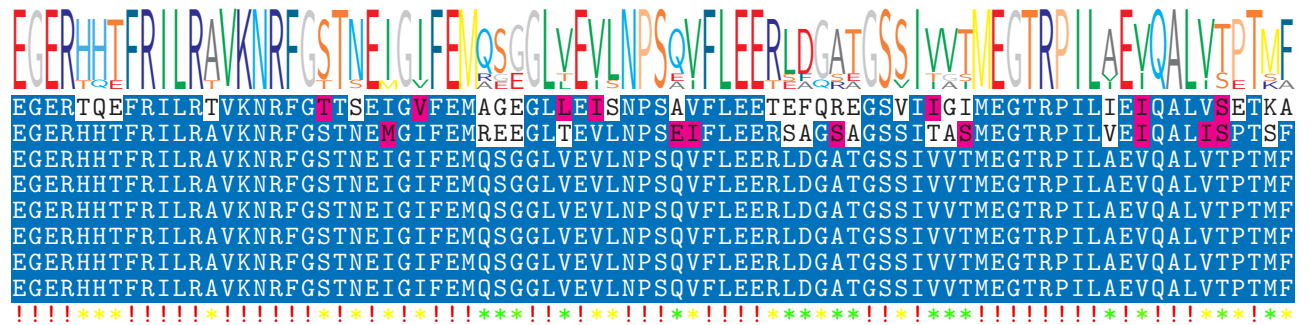 EGERHHTFRILRAVKNRFGSTNEIGIFEMQSGGLVEVLNPSQVFLEERLDGATGSSIVVTMEGTRPILAEVQALVTPTMF
EGERTQEFRILRTVKNRFGTTSEIGVFEMAGEGLLEISNPSAVFLEETEFQREGSVIIGIMEGTRPILIEIQALVSETKA
EGERHHTFRILRAVKNRFGSTNEMGIFEMREEGLTEVLNPSEIFLEERSAGSAGSSITASMEGTRPILVEIQALISPTSF
EGERHHTFRILRAVKNRFGSTNEIGIFEMQSGGLVEVLNPSQVFLEERLDGATGSSIVVTMEGTRPILAEVQALVTPTMF
EGERHHTFRILRAVKNRFGSTNEIGIFEMQSGGLVEVLNPSQVFLEERLDGATGSSIVVTMEGTRPILAEVQALVTPTMF
EGERHHTFRILRAVKNRFGSTNEIGIFEMQSGGLVEVLNPSQVFLEERLDGATGSSIVVTMEGTRPILAEVQALVTPTMF
EGERHHTFRILRAVKNRFGSTNEIGIFEMQSGGLVEVLNPSQVFLEERLDGATGSSIVVTMEGTRPILAEVQALVTPTMF
EGERHHTFRILRAVKNRFGSTNEIGIFEMQSGGLVEVLNPSQVFLEERLDGATGSSIVVTMEGTRPILAEVQALVTPTMF
EGERHHTFRILRAVKNRFGSTNEIGIFEMQSGGLVEVLNPSQVFLEERLDGATGSSIVVTMEGTRPILAEVQALVTPTMF
!!!!***!!!!!*!!!!!!*!*!*!*!!!***!!*!**!!!**!!!!******!!*!***!!!!!!!!*!*!!!***!**